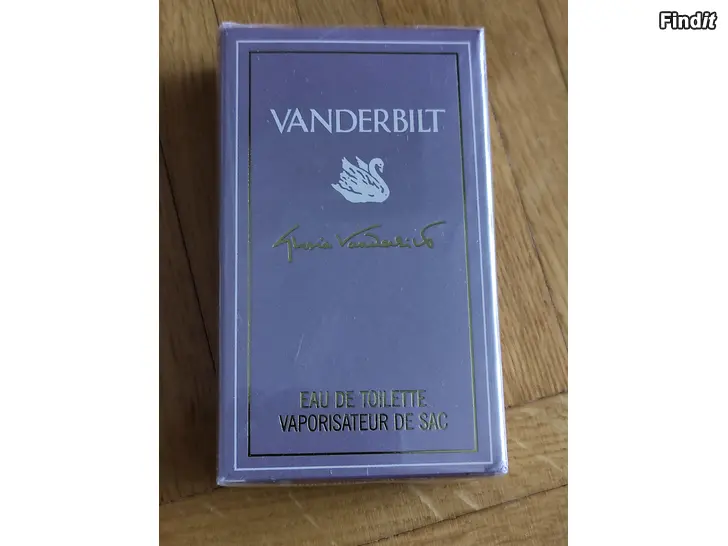 Findit
VANDERBILT
Gloria Vanderbilt
EAU DE TOILETTE
VAPORISATEUR DE SAC